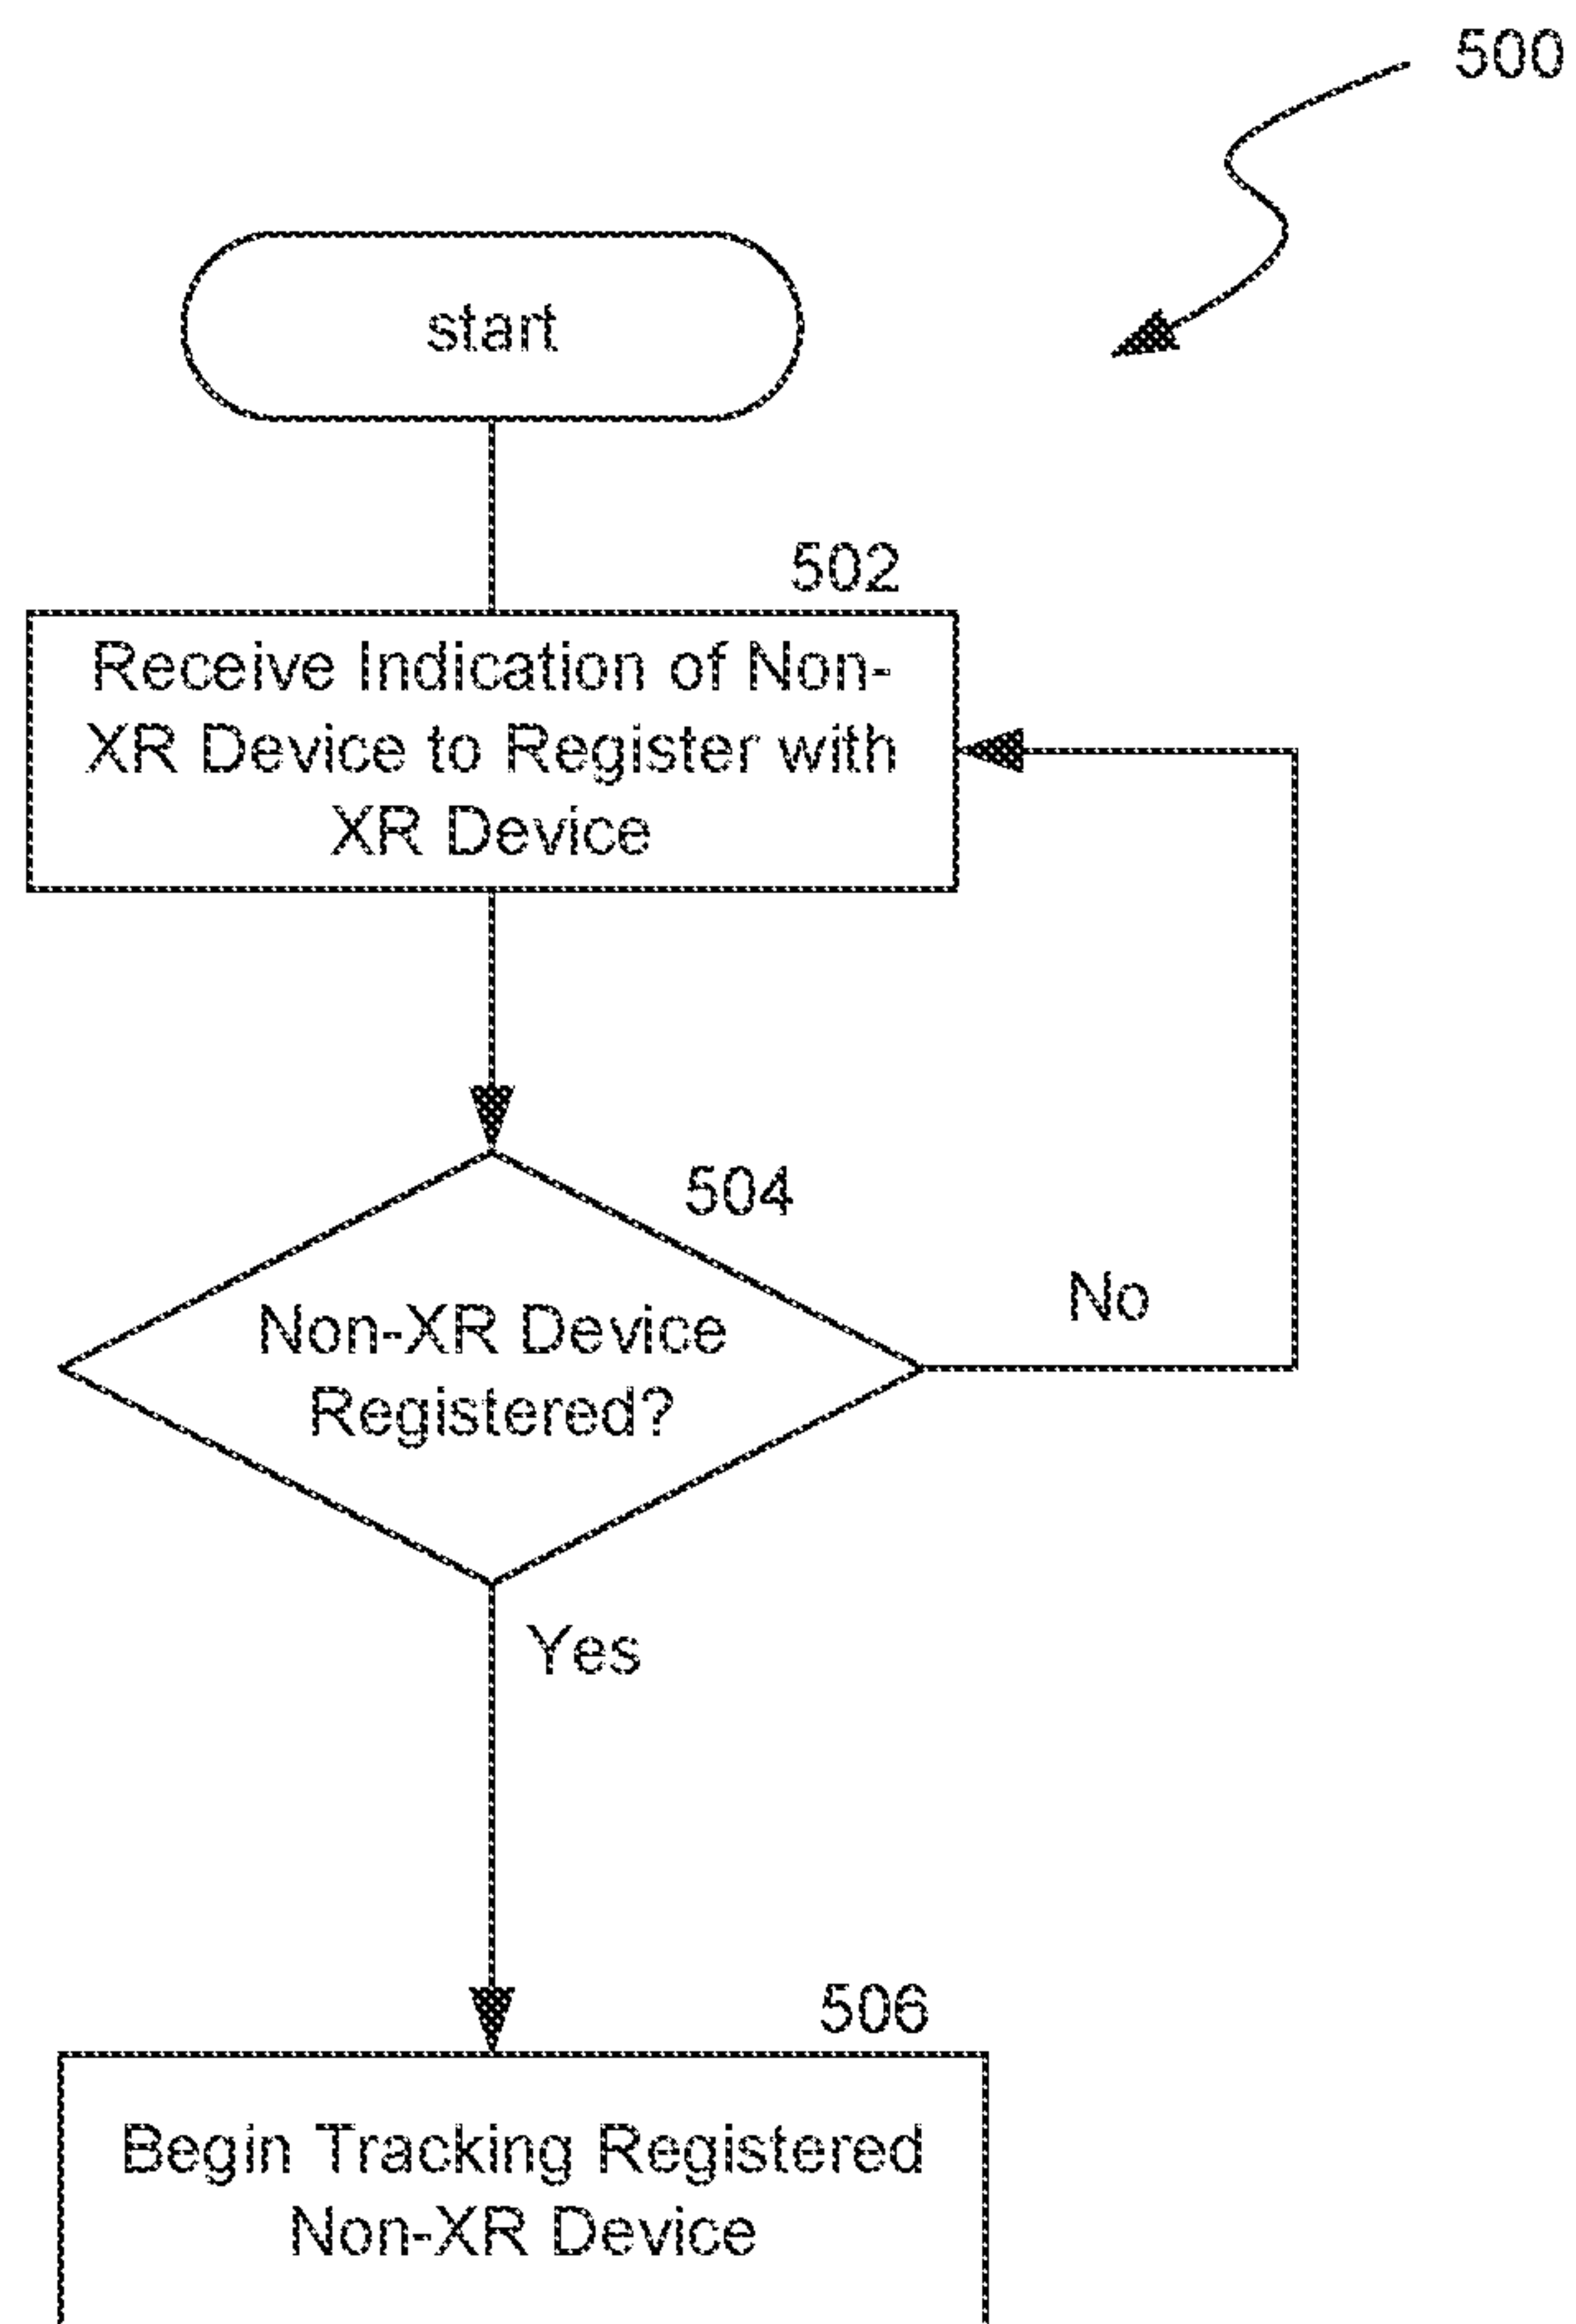 500
start
502
Receive Indication of Non-
XR Device to Register with
XR Device
504
Non-XR Device
Registered?
No
Yes
506
Begin Tracking Registered
Non-XR Device